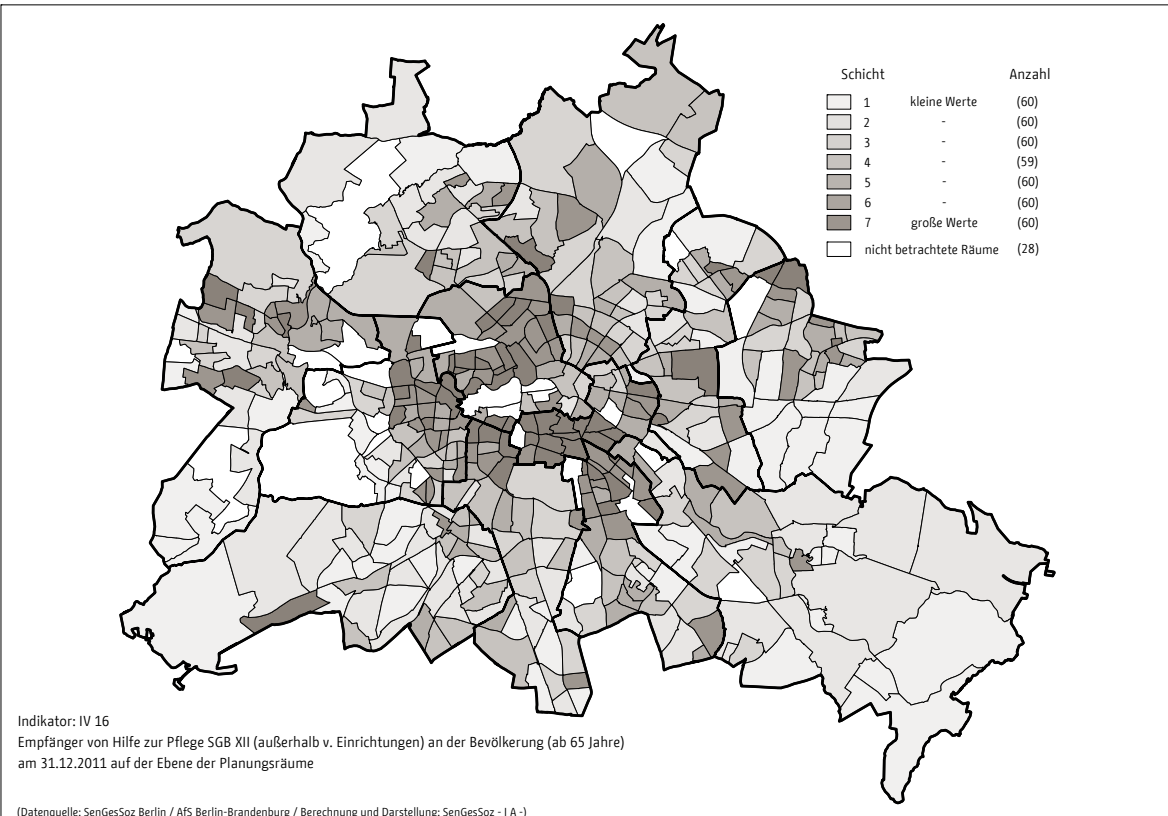 Schicht Anzahl
1 kleine Werte (60)
2 - (60)
3 - (60)
4 - (59)
5 - (60)
6 - (60)
7 große Werte (60)
nicht betrachtete Räume (28)
Indikator: IV 16
Empfänger von Hilfe zur Pflege SGB XII (außerhalb v. Einrichtungen) an der Bevölkerung (ab 65 Jahre)
am 31.12.2011 auf der Ebene der Planungsräume
(Datenquelle: SenGesSoz Berlin / AfS Berlin-Brandenburg / Berechnung und Darstellung: SenGesSoz - I A -)